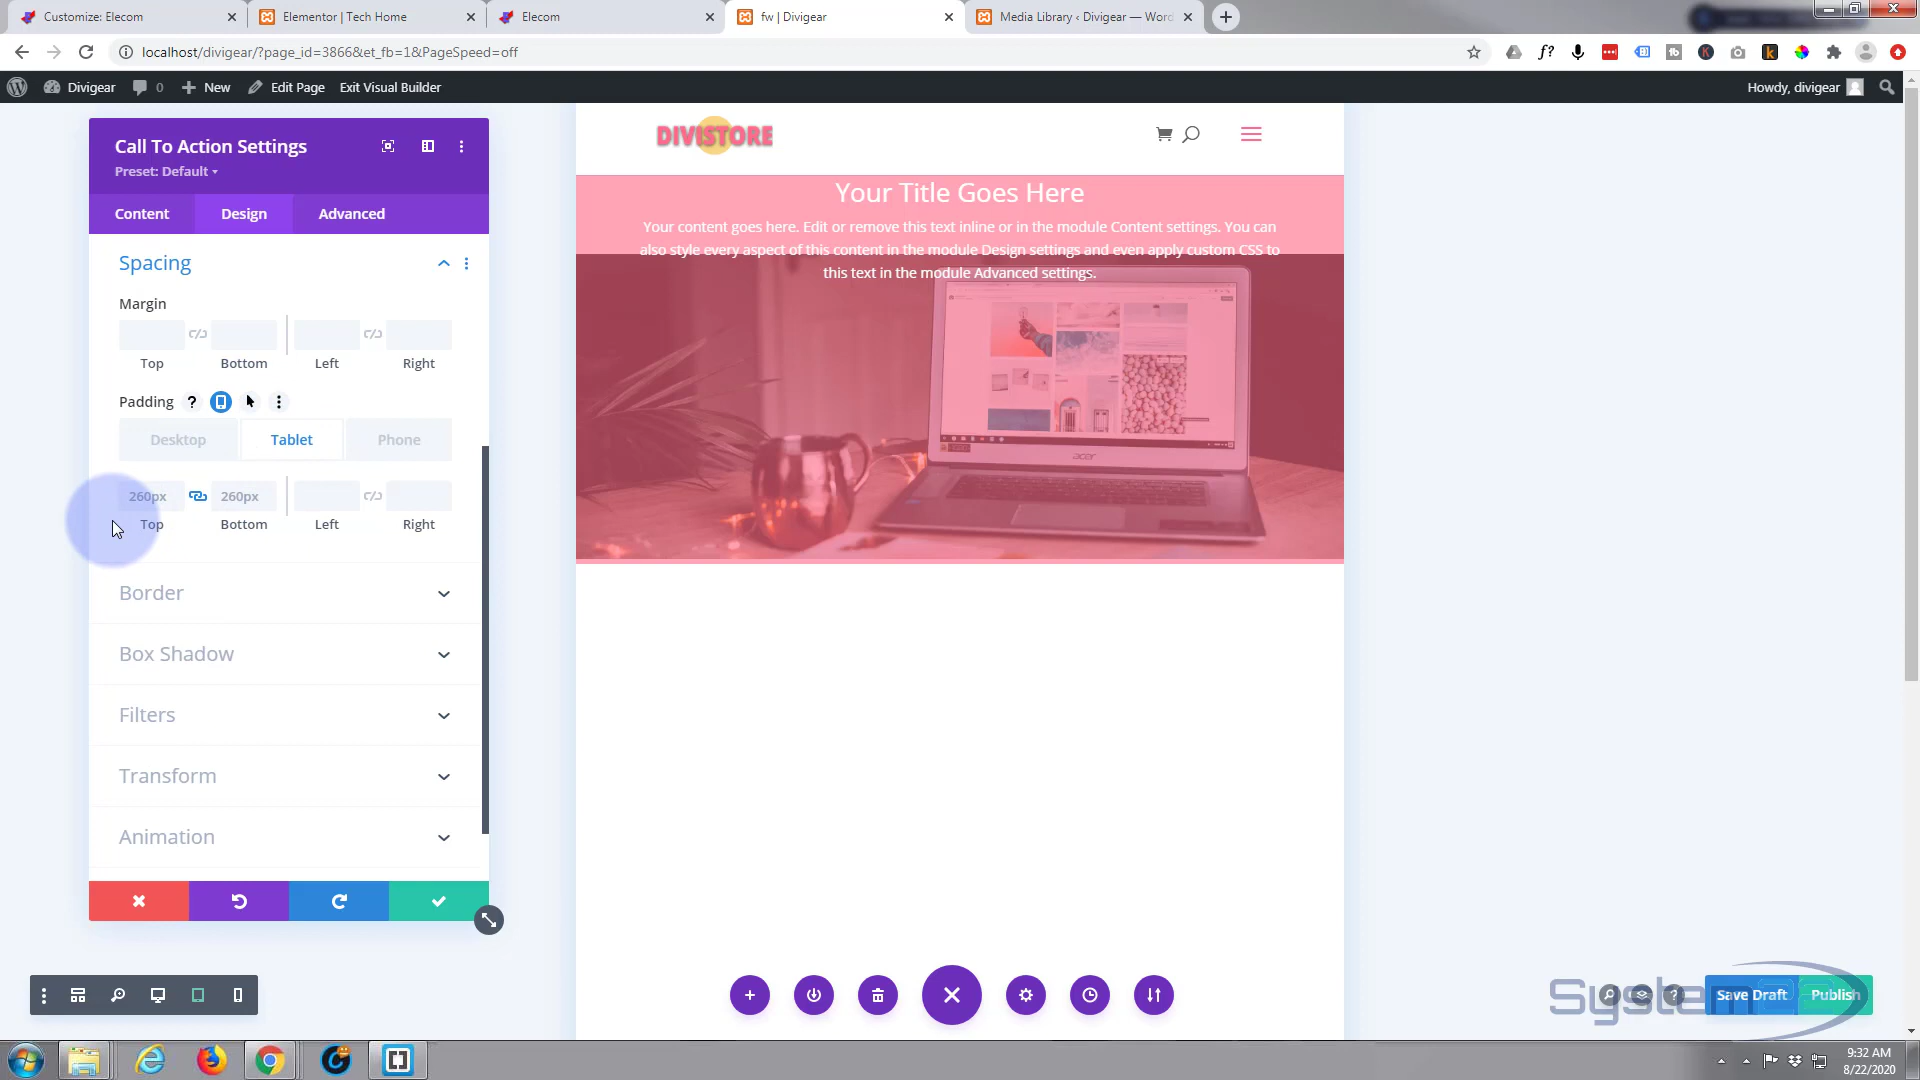 Customize: Elecom
Elementor | Tech Home
Elecom
fw | Divigear
Media Library ‹ Divigear — Word
localhost/divigear/?page_id=3866&et_fb=1&PageSpeed=off
Divigear
0
New
Edit Page
Exit Visual Builder
Howdy, divigear
Call To Action Settings
Preset: Default
Content
Design
Advanced
Spacing
Margin
Top
Bottom
Left
Right
Padding
?
Desktop
Tablet
Phone
260px
260px
Top
Bottom
Left
Right
Border
Box Shadow
Filters
Transform
Animation
DIVISTORE
Your Title Goes Here
Your content goes here. Edit or remove this text inline or in the module Content settings. You can
also style every aspect of this content in the module Design settings and even apply custom CSS to
this text in the module Advanced settings.
acer
Save Draft
Publish
9:32 AM
8/22/2020